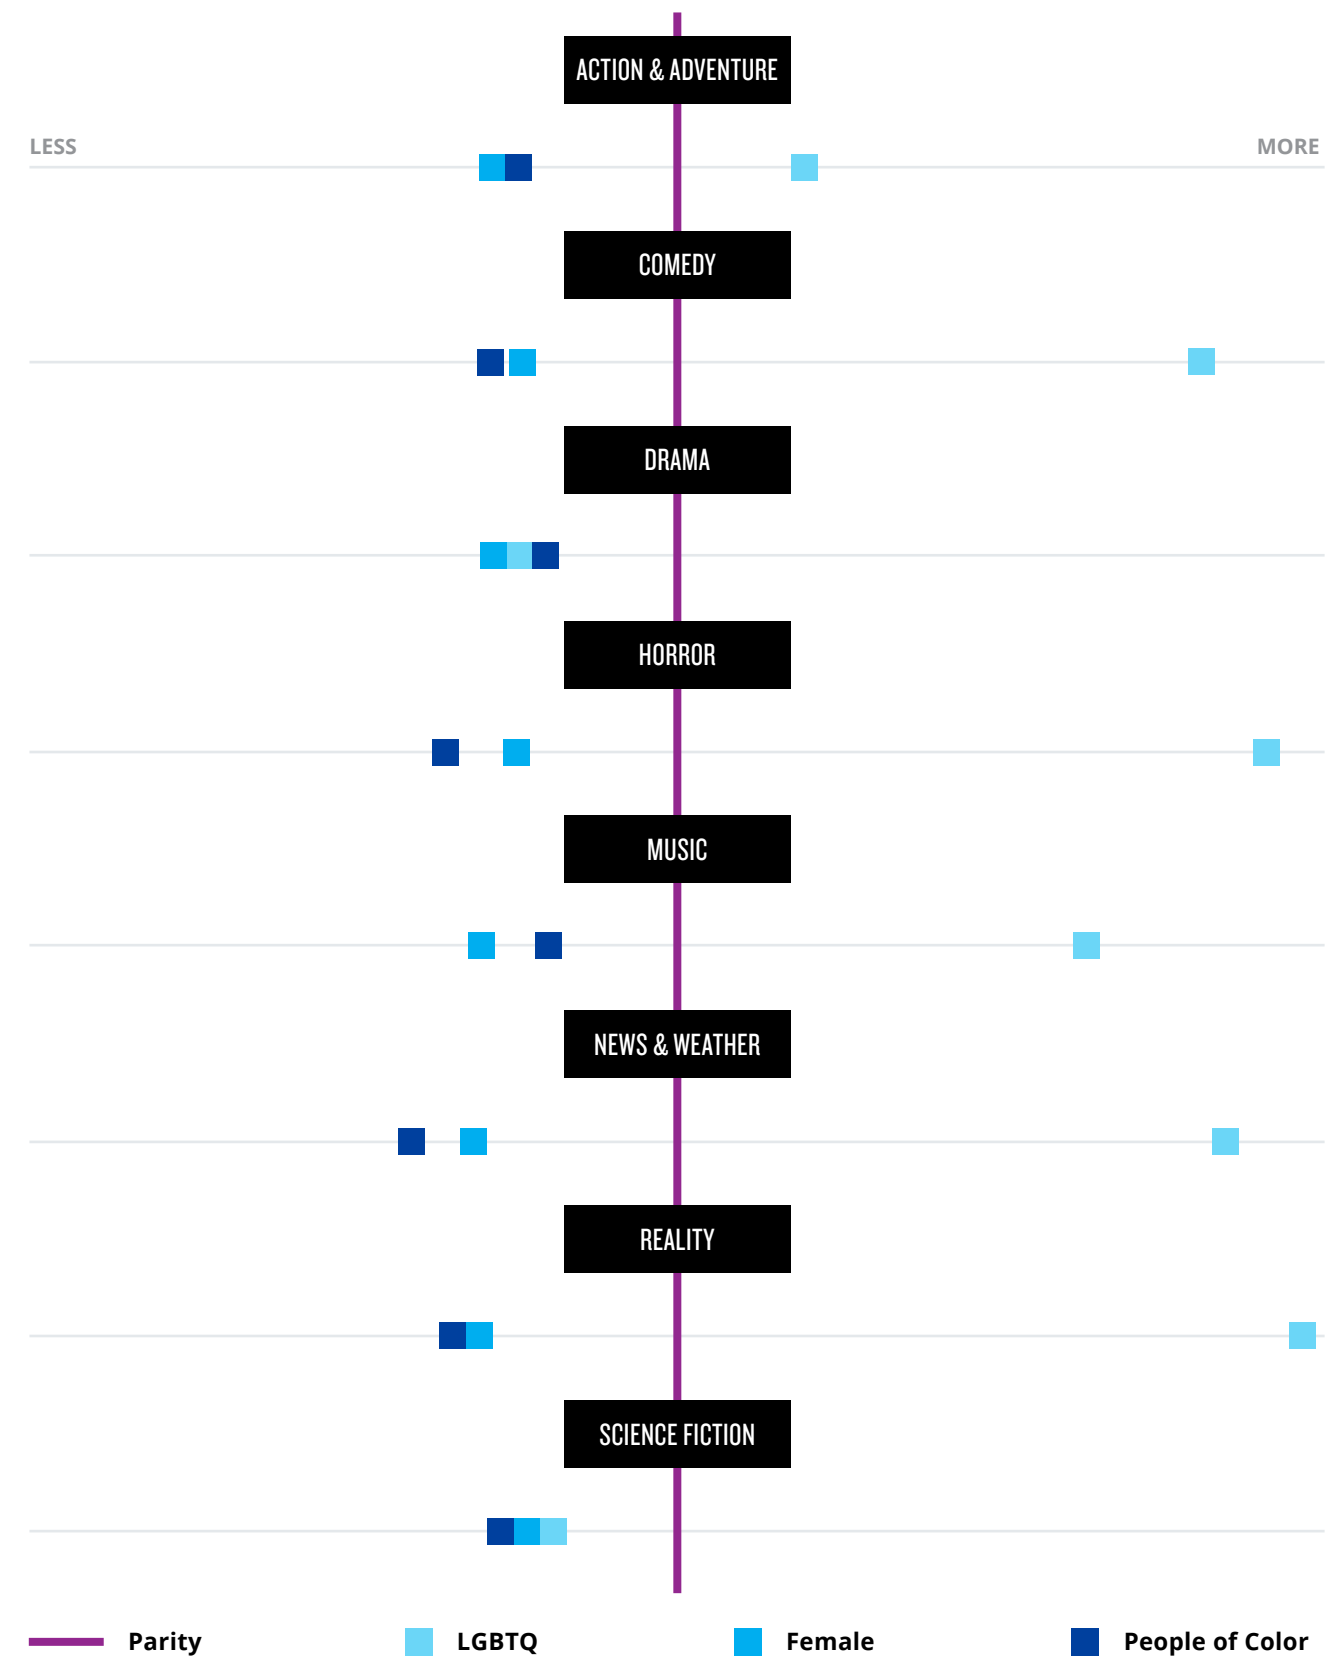 ACTION & ADVENTURE
LESS
MORE
COMEDY
DRAMA
HORROR
MUSIC
NEWS & WEATHER
REALITY
SCIENCE FICTION
Parity
LGBTQ
Female
People of Color